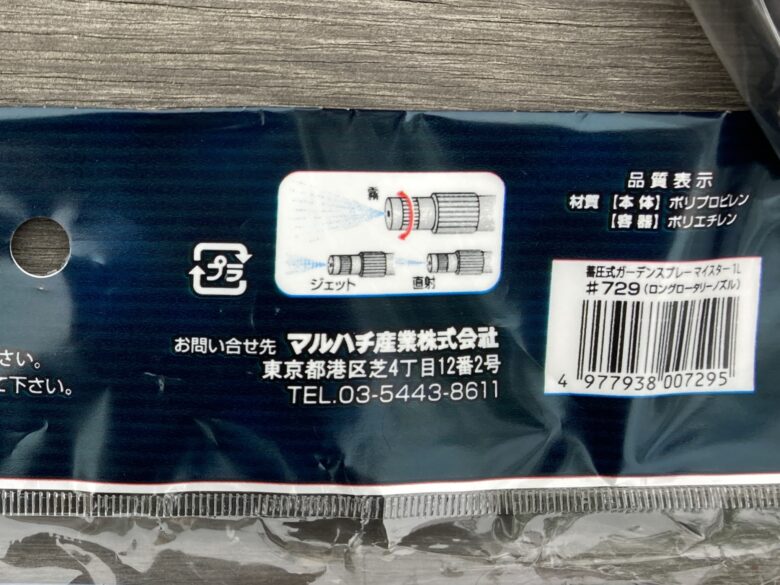 霧
ジェット
直射
プラ
品質表示
材質 【本体】ポリプロピレン
【容器】ポリエチレン
蓄圧式ガーデンスプレーマイスター1L
#729(ロングロータリーノズル)
4 977938 007295
お問い合せ先 マルハチ産業株式会社
東京都港区芝4丁目12番2号
TEL.03-5443-8611
さい。
て下さい。